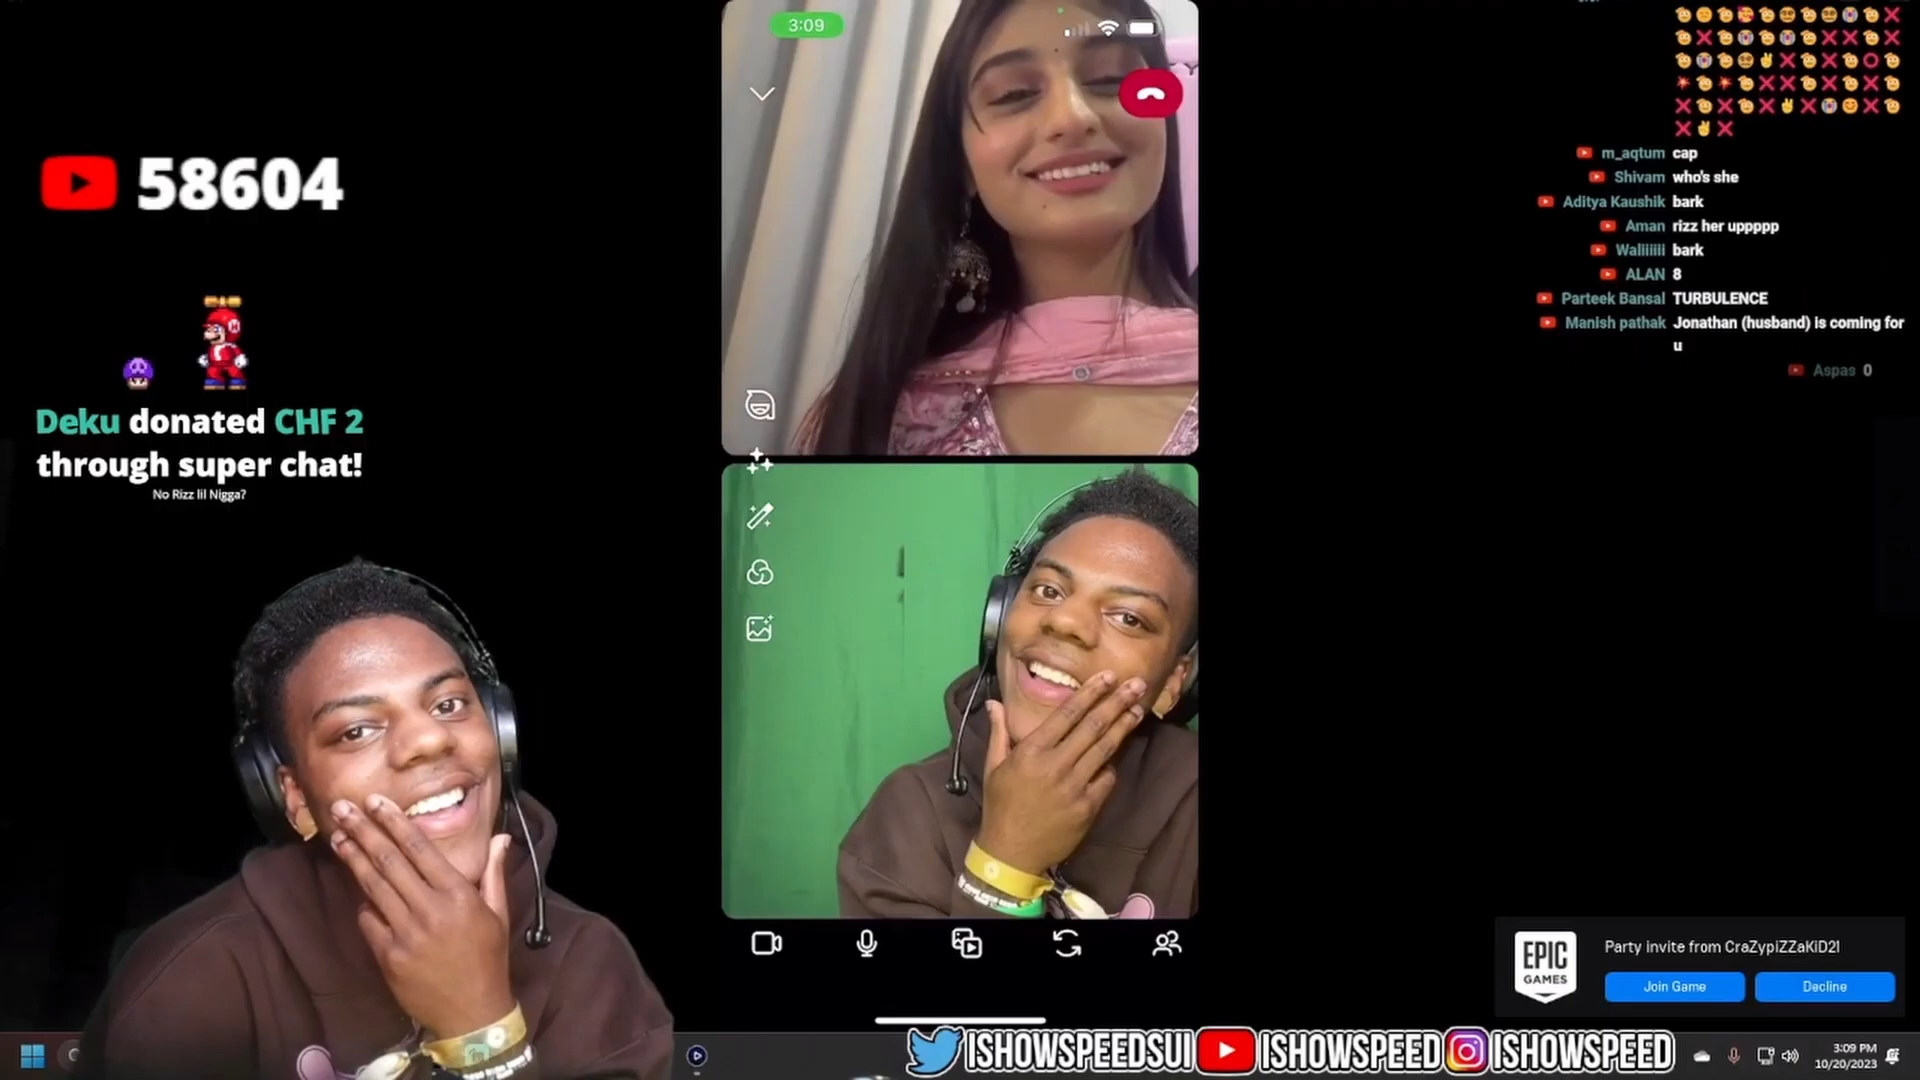 3:09
58604
Deku donated CHF 2
through super chat!
No Rizz lil Nigga?
m_aqtum cap
Shivam who's she
Aditya Kaushik bark
Aman rizz her uppppp
Waliiiiii bark
ALAN 8
Parteek Bansal TURBULENCE
Manish pathak Jonathan (husband) is coming for
u
Aspas 0
EPIC
GAMES
Party invite from CraZypiZZaKiD21
Join Game
Decline
ISHOWSPEEDSUI
ISHOWSPEED
ISHOWSPEED
3:09 PM
10/20/2023